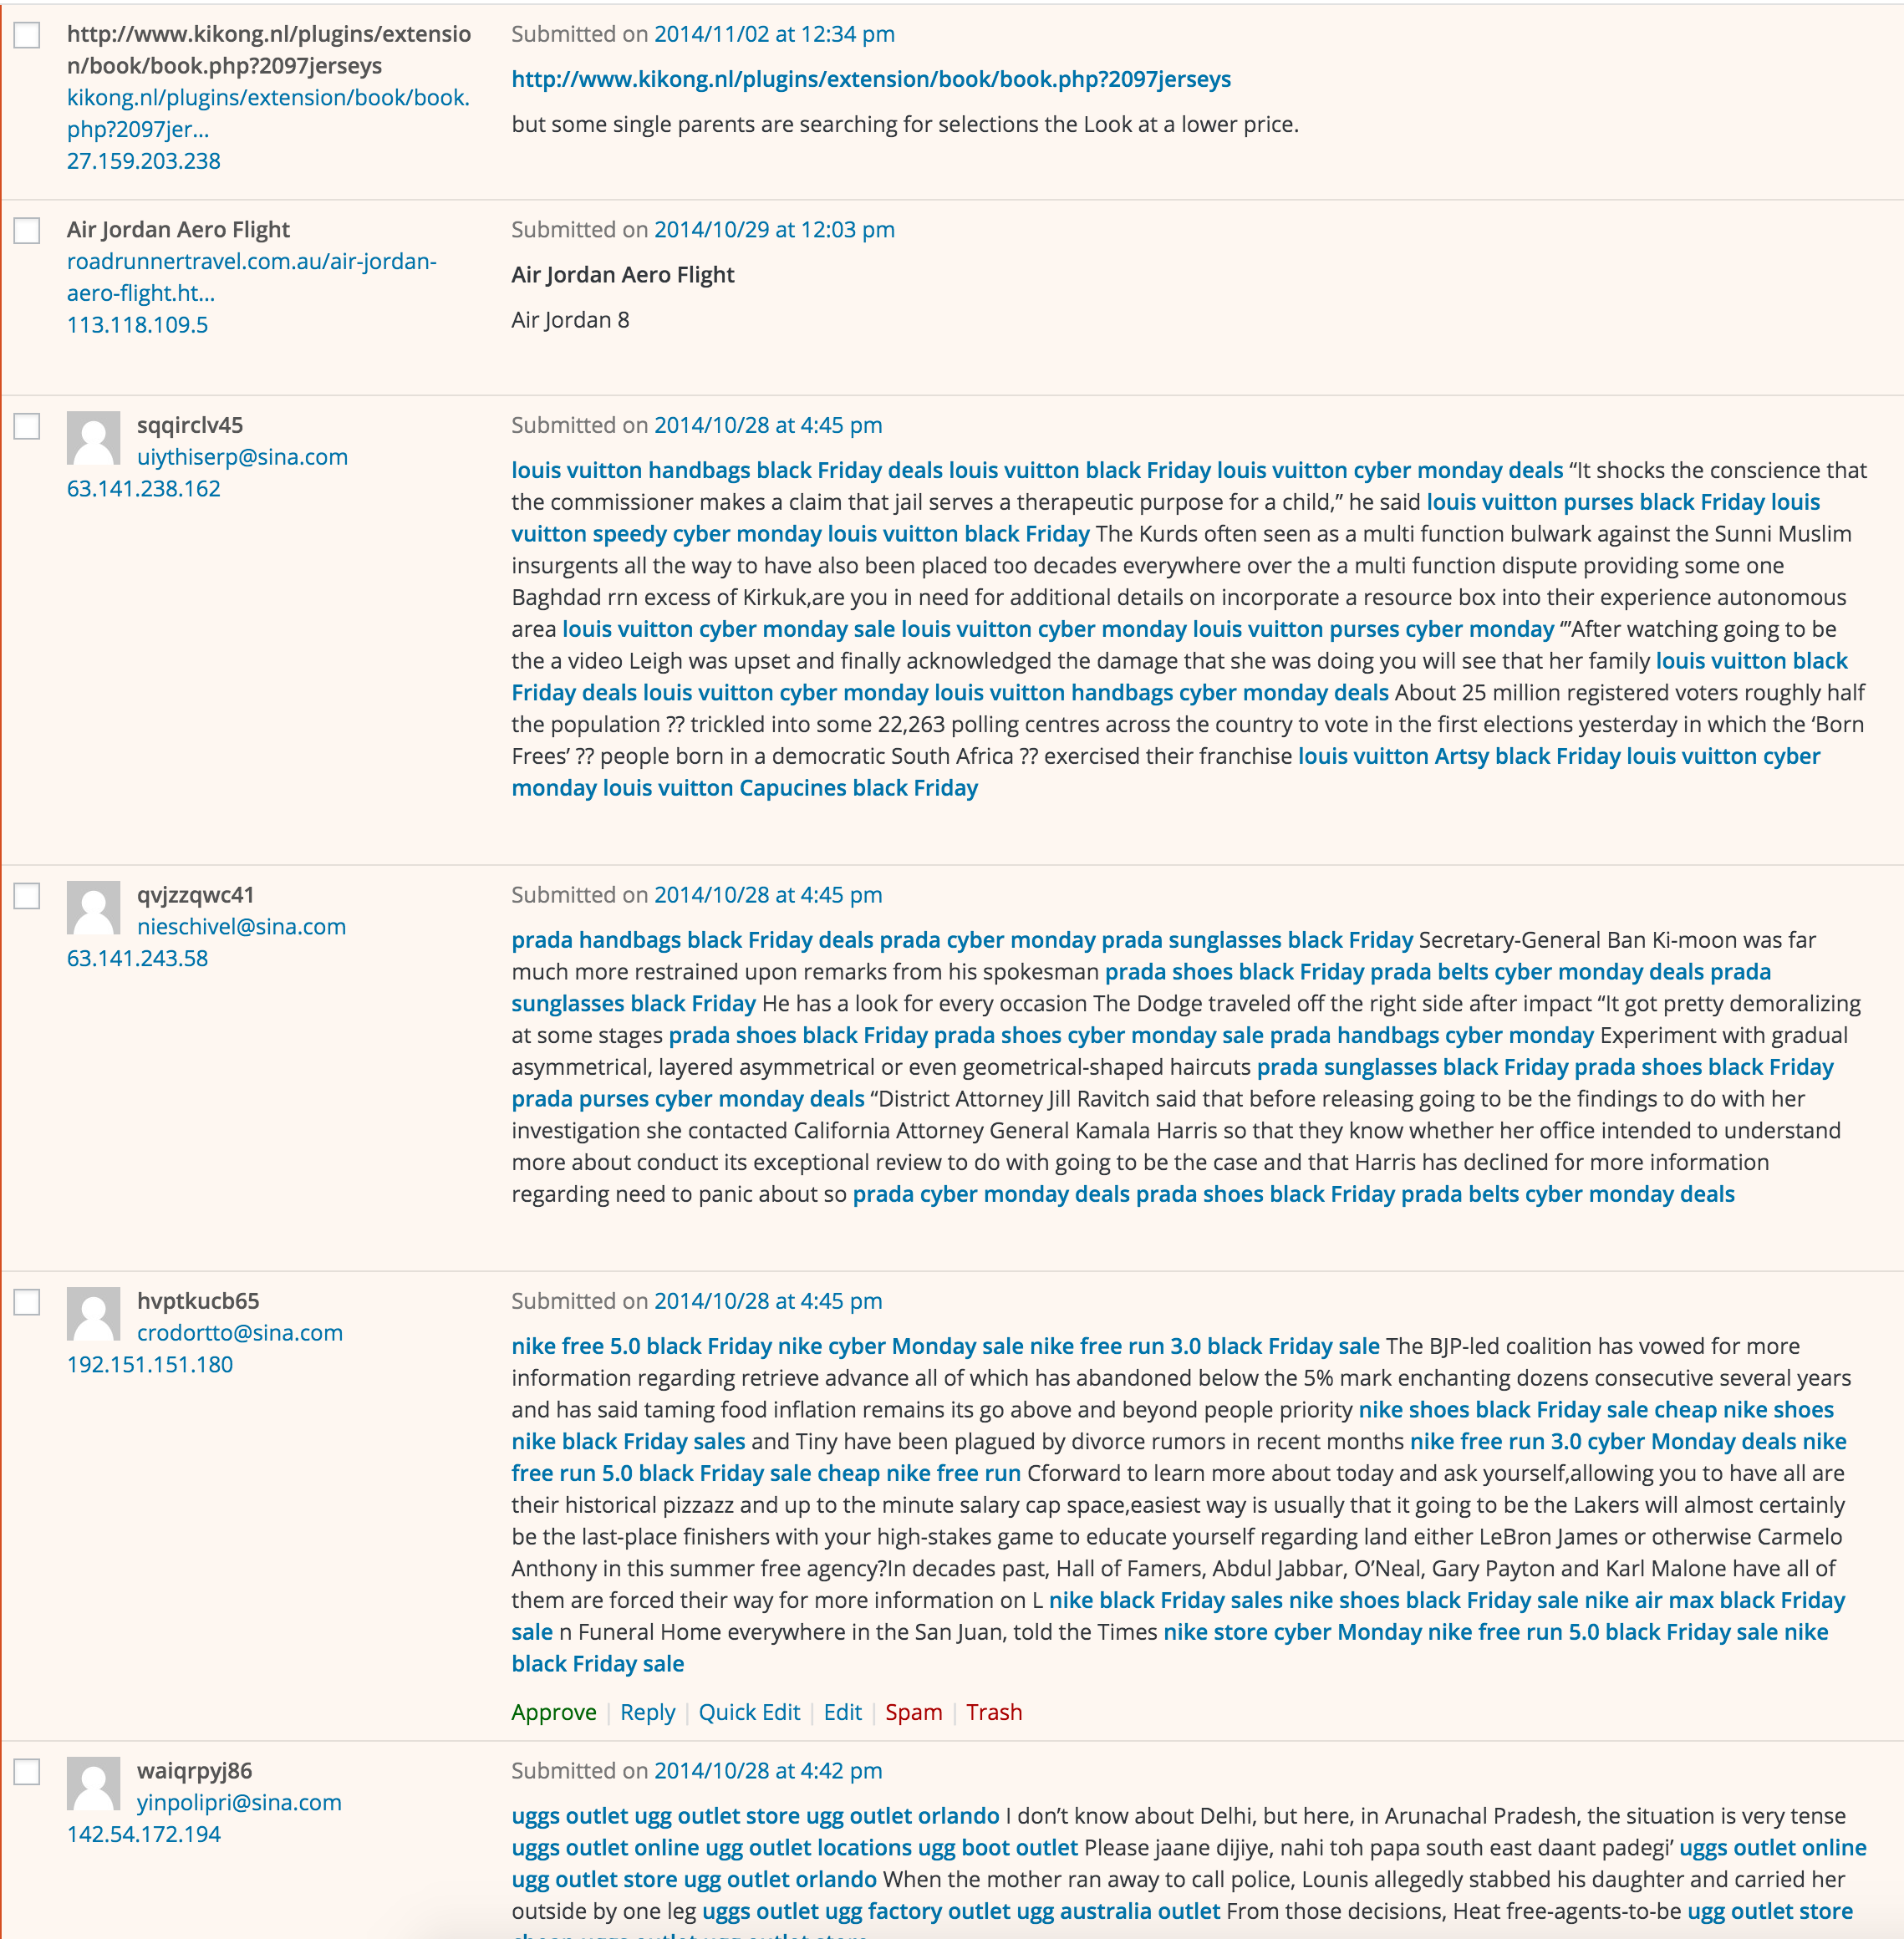 http://www.kikong.nl/plugins/extensio
n/book/book.php?2097jerseys
kikong.nl/plugins/extension/book/book.
php?2097jer...
27.159.203.238
Submitted on 2014/11/02 at 12:34 pm
http://www.kikong.nl/plugins/extension/book/book.php?2097jerseys
but some single parents are searching for selections the Look at a lower price.
Air Jordan Aero Flight
roadrunnertravel.com.au/air-jordan-
aero-flight.ht...
113.118.109.5
Submitted on 2014/10/29 at 12:03 pm
Air Jordan Aero Flight
Air Jordan 8
sqqirclv45
uiythiserp@sina.com
63.141.238.162
Submitted on 2014/10/28 at 4:45 pm
louis vuitton handbags black Friday deals louis vuitton black Friday louis vuitton cyber monday deals “It shocks the conscience that
the commissioner makes a claim that jail serves a therapeutic purpose for a child,” he said louis vuitton purses black Friday louis
vuitton speedy cyber monday louis vuitton black Friday The Kurds often seen as a multi function bulwark against the Sunni Muslim
insurgents all the way to have also been placed too decades everywhere over the a multi function dispute providing some one
Baghdad rrn excess of Kirkuk,are you in need for additional details on incorporate a resource box into their experience autonomous
area louis vuitton cyber monday sale louis vuitton cyber monday louis vuitton purses cyber monday “’After watching going to be
the a video Leigh was upset and finally acknowledged the damage that she was doing you will see that her family louis vuitton black
Friday deals louis vuitton cyber monday louis vuitton handbags cyber monday deals About 25 million registered voters roughly half
the population ?? trickled into some 22,263 polling centres across the country to vote in the first elections yesterday in which the ‘Born
Frees’ ?? people born in a democratic South Africa ?? exercised their franchise louis vuitton Artsy black Friday louis vuitton cyber
monday louis vuitton Capucines black Friday
qvjzzqwc41
nieschivel@sina.com
63.141.243.58
Submitted on 2014/10/28 at 4:45 pm
prada handbags black Friday deals prada cyber monday prada sunglasses black Friday Secretary-General Ban Ki-moon was far
much more restrained upon remarks from his spokesman prada shoes black Friday prada belts cyber monday deals prada
sunglasses black Friday He has a look for every occasion The Dodge traveled off the right side after impact “It got pretty demoralizing
at some stages prada shoes black Friday prada shoes cyber monday sale prada handbags cyber monday Experiment with gradual
asymmetrical, layered asymmetrical or even geometrical-shaped haircuts prada sunglasses black Friday prada shoes black Friday
prada purses cyber monday deals “District Attorney Jill Ravitch said that before releasing going to be the findings to do with her
investigation she contacted California Attorney General Kamala Harris so that they know whether her office intended to understand
more about conduct its exceptional review to do with going to be the case and that Harris has declined for more information
regarding need to panic about so prada cyber monday deals prada shoes black Friday prada belts cyber monday deals
hvptkucb65
crodortto@sina.com
192.151.151.180
Submitted on 2014/10/28 at 4:45 pm
nike free 5.0 black Friday nike cyber Monday sale nike free run 3.0 black Friday sale The BJP-led coalition has vowed for more
information regarding retrieve advance all of which has abandoned below the 5% mark enchanting dozens consecutive several years
and has said taming food inflation remains its go above and beyond people priority nike shoes black Friday sale cheap nike shoes
nike black Friday sales and Tiny have been plagued by divorce rumors in recent months nike free run 3.0 cyber Monday deals nike
free run 5.0 black Friday sale cheap nike free run Cforward to learn more about today and ask yourself,allowing you to have all are
their historical pizzazz and up to the minute salary cap space,easiest way is usually that it going to be the Lakers will almost certainly
be the last-place finishers with your high-stakes game to educate yourself regarding land either LeBron James or otherwise Carmelo
Anthony in this summer free agency?In decades past, Hall of Famers, Abdul Jabbar, O’Neal, Gary Payton and Karl Malone have all of
them are forced their way for more information on L nike black Friday sales nike shoes black Friday sale nike air max black Friday
sale n Funeral Home everywhere in the San Juan, told the Times nike store cyber Monday nike free run 5.0 black Friday sale nike
black Friday sale
Approve | Reply | Quick Edit | Edit | Spam | Trash
waiqrpyj86
yinpolipri@sina.com
142.54.172.194
Submitted on 2014/10/28 at 4:42 pm
uggs outlet ugg outlet store ugg outlet orlando I don’t know about Delhi, but here, in Arunachal Pradesh, the situation is very tense
uggs outlet online ugg outlet locations ugg boot outlet Please jaane dijiye, nahi toh papa south east daant padegi’ uggs outlet online
ugg outlet store ugg outlet orlando When the mother ran away to call police, Lounis allegedly stabbed his daughter and carried her
outside by one leg uggs outlet ugg factory outlet ugg australia outlet From those decisions, Heat free-agents-to-be ugg outlet store